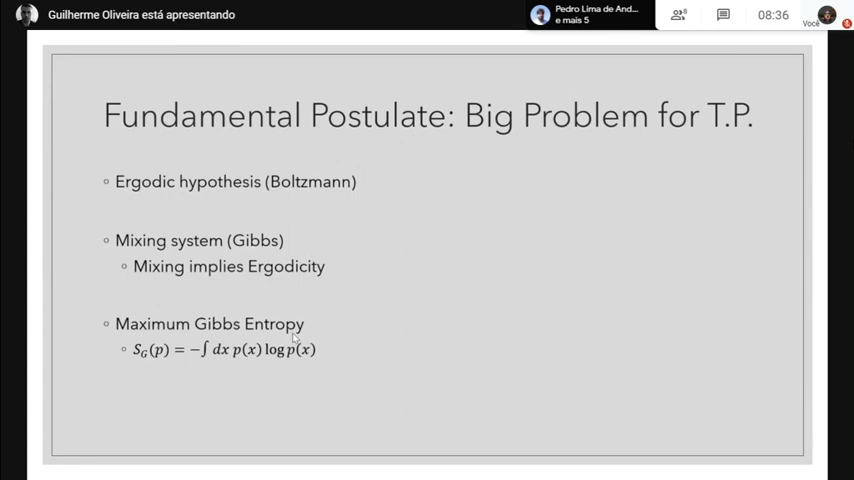 Guilherme Oliveira está apresentando
Pedro Lima de And...
e mais 5
8
08:36
Você
Fundamental Postulate: Big Problem for T.P.
◦ Ergodic hypothesis (Boltzmann)
◦ Mixing system (Gibbs)
◦ Mixing implies Ergodicity
◦ Maximum Gibbs Entropy
◦ S_G(p) = −∫ dx p(x) log p(x)